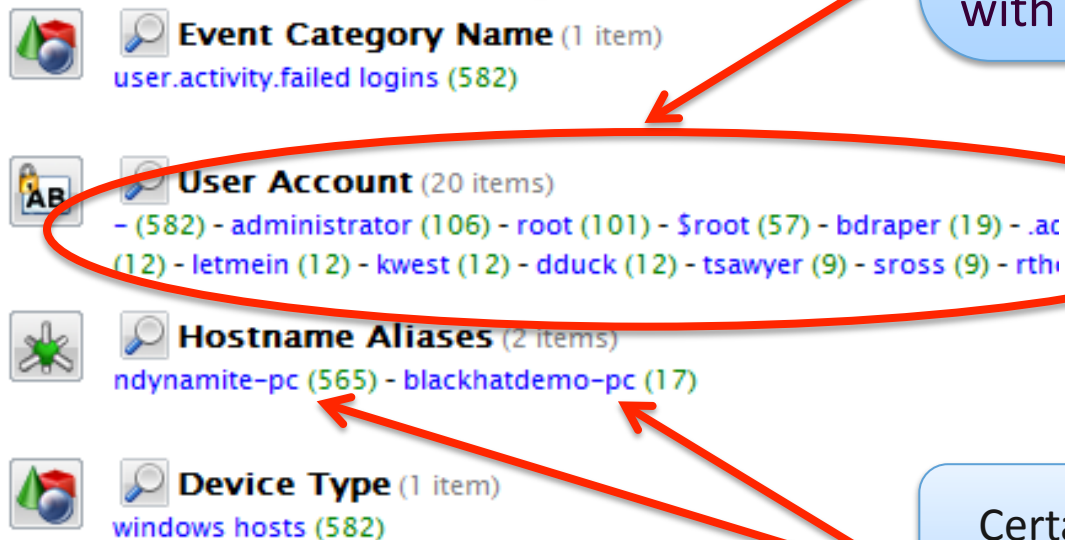 with
Event Category Name (1 item)
user.activity.failed logins (582)
AB
User Account (20 items)
- (582) - administrator (106) - root (101) - $root (57) - bdraper (19) -
(12) - letmein (12) - kwest (12) - dduck (12) - tsawyer (9) - sross (9) -
Hostname Aliases (2 items)
ndynamite-pc (565) - blackhatdemo-pc (17)
Device Type (1 item)
windows hosts (582)